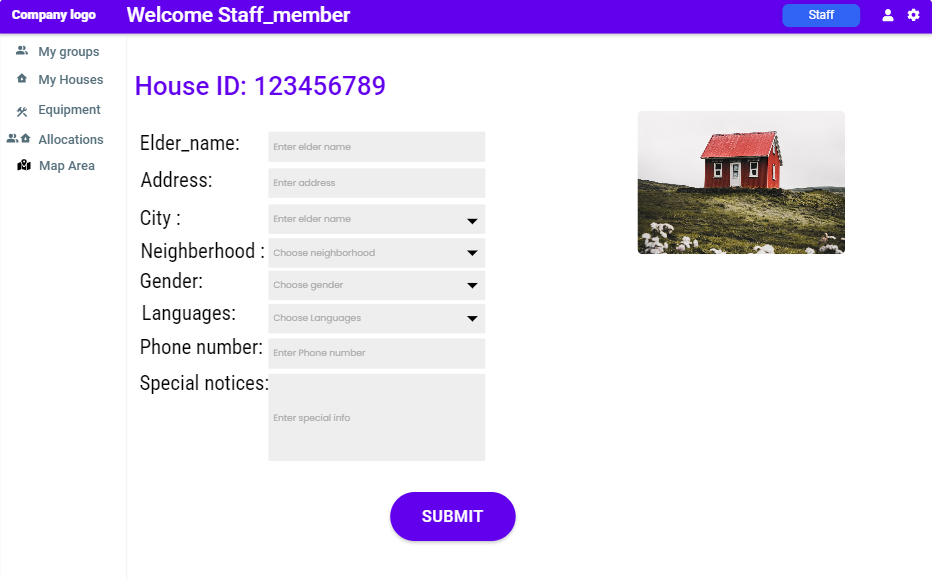 Company logo
Welcome Staff_member
Staff
My groups
My Houses
Equipment
Allocations
Map Area
House ID: 123456789
Elder_name:
Enter elder name
Address:
Enter address
City :
Enter elder name
Neighberhood :
Choose neighborhood
Gender:
Choose gender
Languages:
Choose Languages
Phone number:
Enter Phone number
Special notices:
Enter special info
SUBMIT